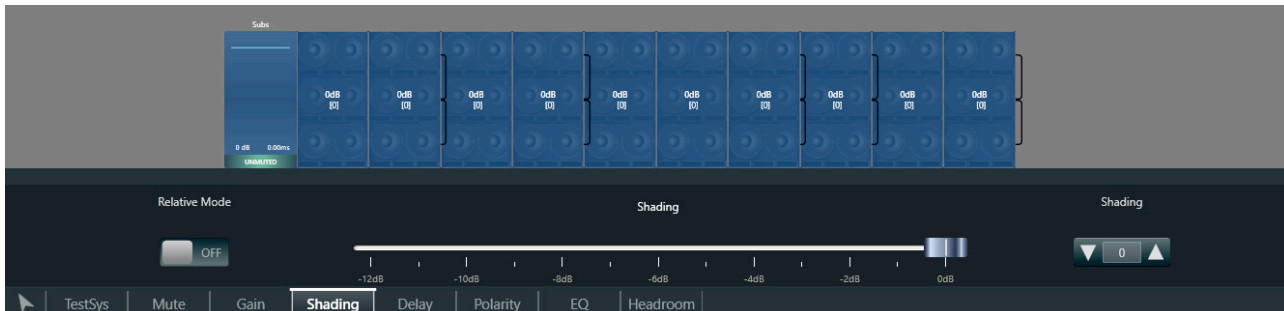 Subs
0dB 0dB 0dB 0dB 0dB 0dB 0dB 0dB 0dB 0dB
[0] [0] [0] [0] [0] [0] [0] [0] [0] [0]
0 dB 0.00ms
UNMUTED
Relative Mode Shading Shading
OFF 0
-12dB -10dB -8dB -6dB -4dB -2dB 0dB
TestSys Mute Gain Shading Delay Polarity EQ Headroom